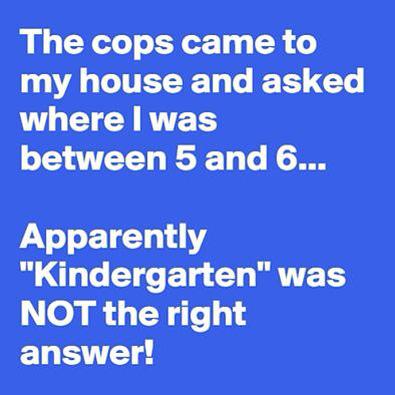 The cops came to
my house and asked
where I was
between 5 and 6...
Apparently
"Kindergarten" was
NOT the right
answer!